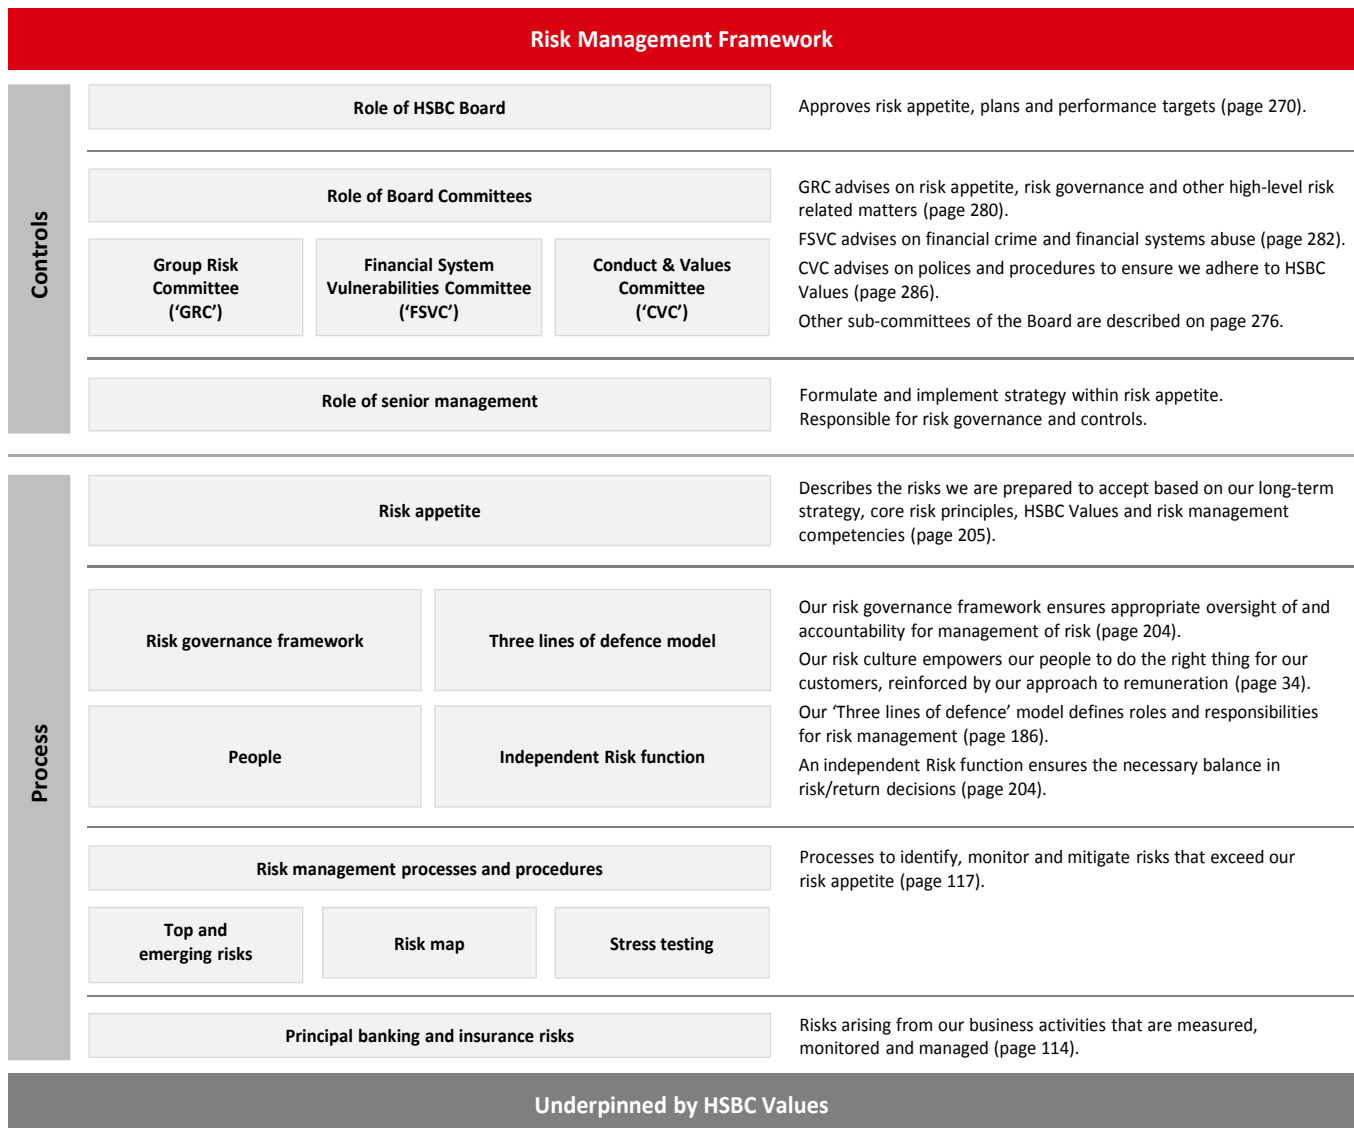 Risk Management Framework
Controls
Role of HSBC Board
Approves risk appetite, plans and performance targets (page 270).
Role of Board Committees
Group Risk
Committee
(‘GRC’)
Financial System
Vulnerabilities Committee
(‘FSVC’)
Conduct & Values
Committee
(‘CVC’)
GRC advises on risk appetite, risk governance and other high-level risk
related matters (page 280).
FSVC advises on financial crime and financial systems abuse (page 282).
CVC advises on polices and procedures to ensure we adhere to HSBC
Values (page 286).
Other sub-committees of the Board are described on page 276.
Role of senior management
Formulate and implement strategy within risk appetite.
Responsible for risk governance and controls.
Process
Risk appetite
Describes the risks we are prepared to accept based on our long-term
strategy, core risk principles, HSBC Values and risk management
competencies (page 205).
Risk governance framework
Three lines of defence model
People
Independent Risk function
Our risk governance framework ensures appropriate oversight of and
accountability for management of risk (page 204).
Our risk culture empowers our people to do the right thing for our
customers, reinforced by our approach to remuneration (page 34).
Our ‘Three lines of defence’ model defines roles and responsibilities
for risk management (page 186).
An independent Risk function ensures the necessary balance in
risk/return decisions (page 204).
Risk management processes and procedures
Top and
emerging risks
Risk map
Stress testing
Processes to identify, monitor and mitigate risks that exceed our
risk appetite (page 117).
Principal banking and insurance risks
Risks arising from our business activities that are measured,
monitored and managed (page 114).
Underpinned by HSBC Values